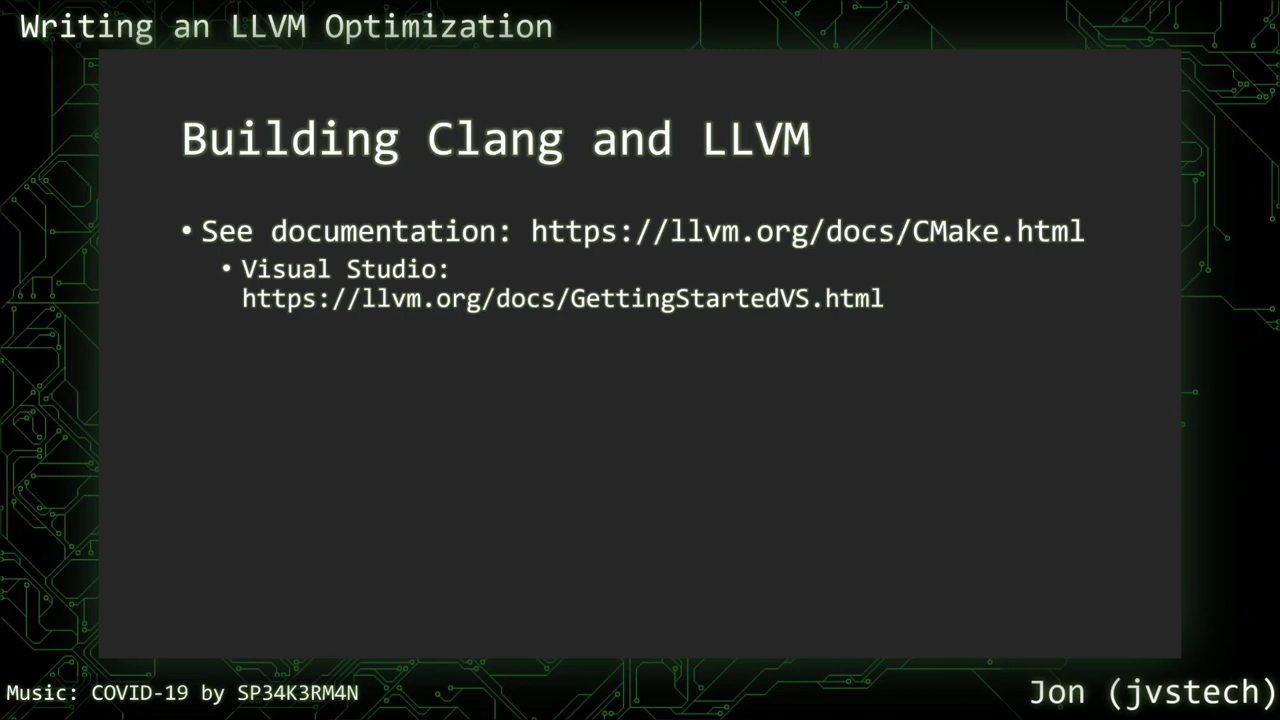 Writing an LLVM Optimization
Building Clang and LLVM
• See documentation: https://llvm.org/docs/CMake.html
• Visual Studio:
https://llvm.org/docs/GettingStartedVS.html
Music: COVID-19 by SP34K3RM4N
Jon (jvstech)